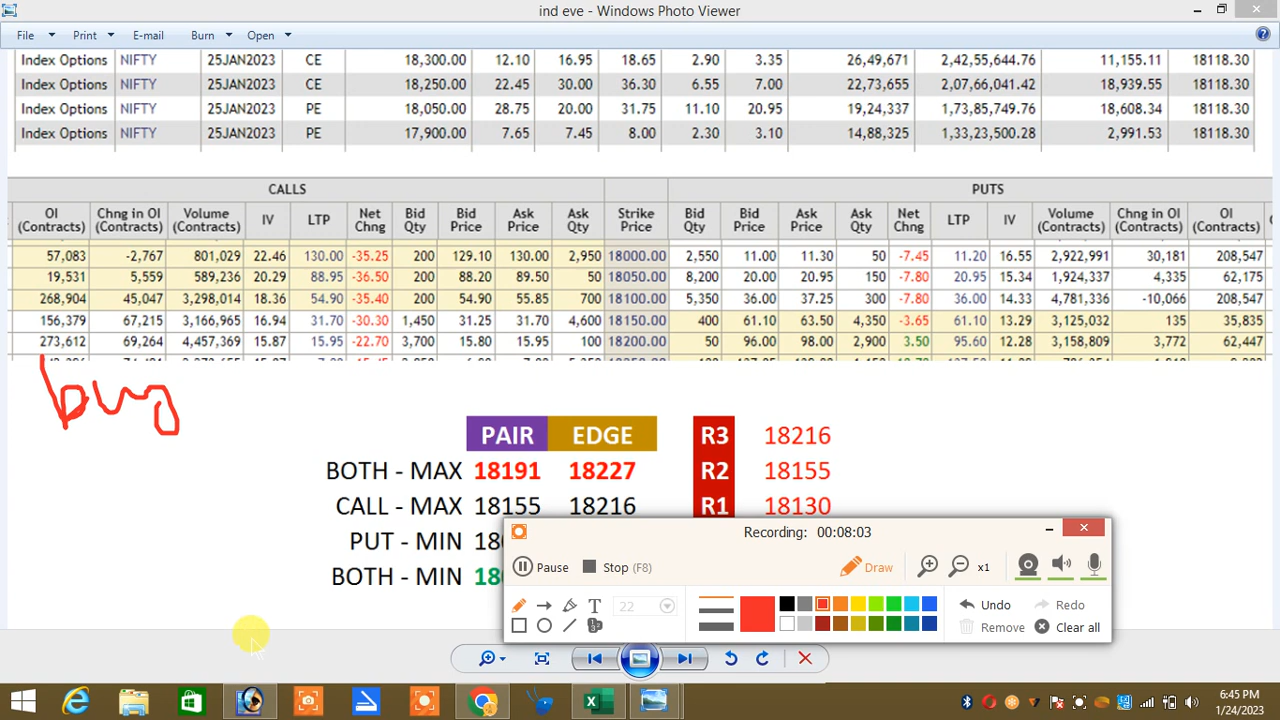 ind eve - Windows Photo Viewer
File Print E-mail Burn Open
Index Options NIFTY 25JAN2023 CE 18,300.00 12.10 16.95 18.65 2.90 3.35 26,49,671 2,42,55,644.76 11,155.11 18118.30
Index Options NIFTY 25JAN2023 CE 18,250.00 22.45 30.00 36.30 6.55 7.00 22,73,655 2,07,66,041.42 18,939.55 18118.30
Index Options NIFTY 25JAN2023 PE 18,050.00 28.75 20.00 31.75 11.10 20.95 19,24,337 1,73,85,749.76 18,608.34 18118.30
Index Options NIFTY 25JAN2023 PE 17,900.00 7.65 7.45 8.00 2.30 3.10 14,88,325 1,33,23,500.28 2,991.53 18118.30
CALLS PUTS
OI Chng in OI Volume IV LTP Net Bid Bid Ask Ask Strike Bid Bid Ask Ask Net LTP IV Volume Chng in OI OI
(Contracts) (Contracts) (Contracts) Chng Qty Price Price Qty Price Qty Price Price Qty Chng (Contracts) (Contracts) (Contracts)
57,083 -2,767 801,029 22.46 130.00 -35.25 200 129.10 130.00 2,950 18000.00 2,550 11.00 11.30 50 -7.45 11.20 16.55 2,922,991 30,181 208,547
19,531 5,559 589,236 20.29 88.95 -36.50 200 88.20 89.50 50 18050.00 8,200 20.00 20.95 150 -7.80 20.95 15.34 1,924,337 4,335 62,175
268,904 45,047 3,298,014 18.36 54.90 -35.40 200 54.90 55.85 700 18100.00 5,350 36.00 37.25 300 -7.80 36.00 14.33 4,781,336 -10,066 208,547
156,379 67,215 3,166,965 16.94 31.70 -30.30 1,450 31.25 31.70 4,600 18150.00 400 61.10 63.50 4,350 -3.65 61.10 13.29 3,125,032 135 35,835
273,612 69,264 4,457,369 15.87 15.95 -22.70 3,700 15.80 15.95 100 18200.00 50 96.00 98.00 2,900 3.50 95.60 12.28 3,158,809 3,772 62,447
PAIR EDGE R3 18216
BOTH - MAX 18191 18227 R2 18155
CALL - MAX 18155 18216 R1 18130
PUT - MIN
BOTH - MIN
Recording: 00:08:03
Pause Stop (F8) Draw x1
T 22 Undo Redo
Remove Clear all
6:45 PM
1/24/2023